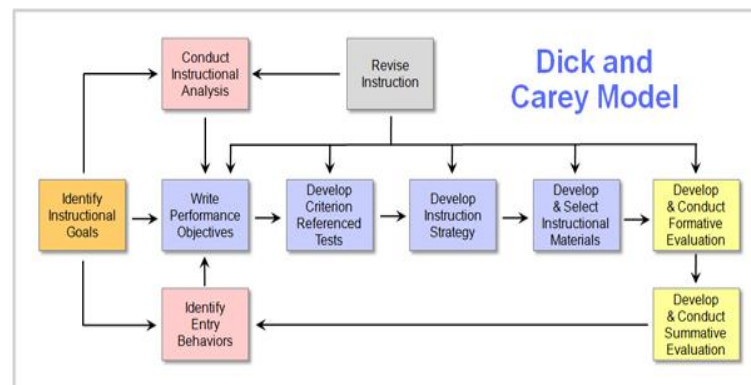 Conduct
Instructional
Analysis
Revise
Instruction
Dick and
Carey Model
Identify
Instructional
Goals
Write
Performance
Objectives
Develop
Criterion
Referenced
Tests
Develop
Instruction
Strategy
Develop
& Select
Instructional
Materials
Develop
& Conduct
Formative
Evaluation
Identify
Entry
Behaviors
Develop
& Conduct
Summative
Evaluation